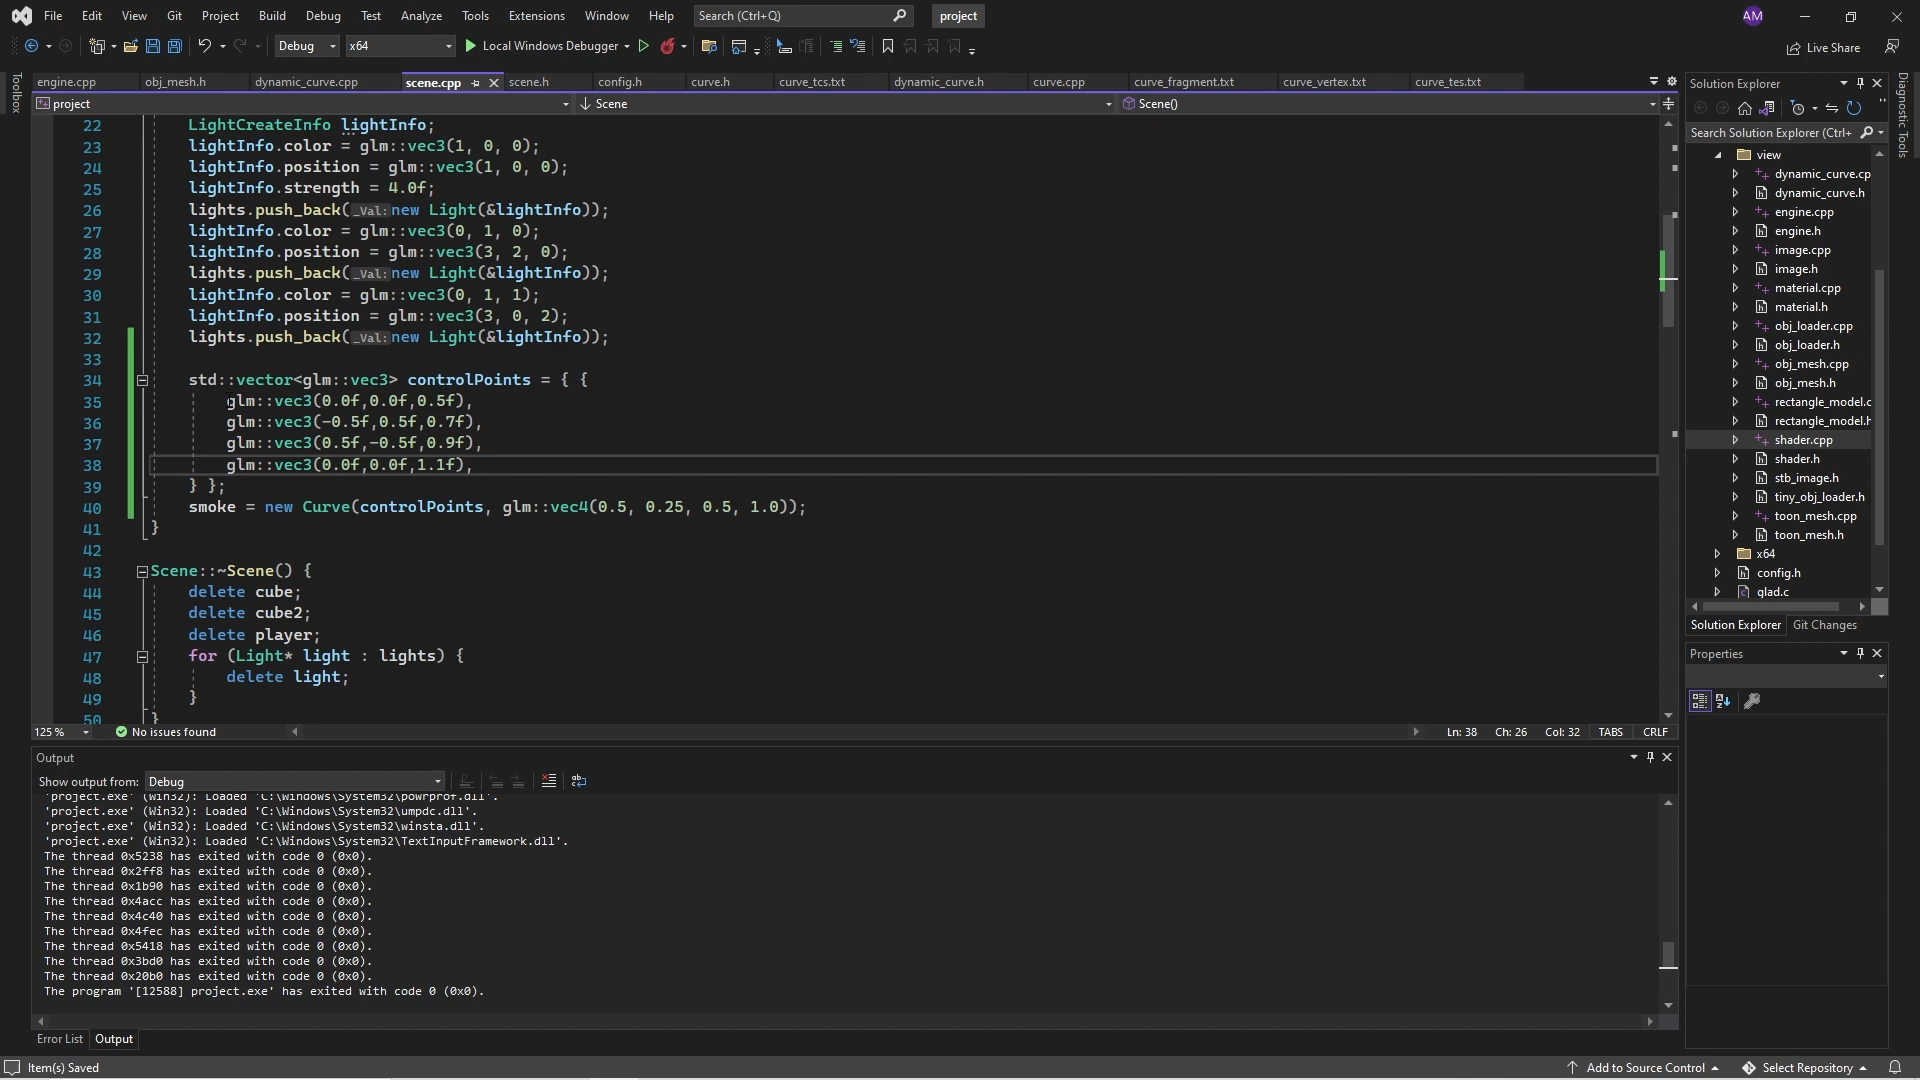 File Edit View Git Project Build Debug Test Analyze Tools Extensions Window Help Search (Ctrl+Q) project AM
Debug x64 Local Windows Debugger Live Share
Toolbox
engine.cpp obj_mesh.h dynamic_curve.cpp scene.cpp scene.h config.h curve.h curve_tcs.txt dynamic_curve.h curve.cpp curve_fragment.txt curve_vertex.txt curve_tes.txt
project Scene Scene()
22 LightCreateInfo lightInfo;
23 lightInfo.color = glm::vec3(1, 0, 0);
24 lightInfo.position = glm::vec3(1, 0, 0);
25 lightInfo.strength = 4.0f;
26 lights.push_back(_Val:new Light(&lightInfo));
27 lightInfo.color = glm::vec3(0, 1, 0);
28 lightInfo.position = glm::vec3(3, 2, 0);
29 lights.push_back(_Val:new Light(&lightInfo));
30 lightInfo.color = glm::vec3(0, 1, 1);
31 lightInfo.position = glm::vec3(3, 0, 2);
32 lights.push_back(_Val:new Light(&lightInfo));
33
34 std::vector<glm::vec3> controlPoints = { {
35 glm::vec3(0.0f,0.0f,0.5f),
36 glm::vec3(-0.5f,0.5f,0.7f),
37 glm::vec3(0.5f,-0.5f,0.9f),
38 glm::vec3(0.0f,0.0f,1.1f),
39 } };
40 smoke = new Curve(controlPoints, glm::vec4(0.5, 0.25, 0.5, 1.0));
41 }
42
43 Scene::~Scene() {
44 delete cube;
45 delete cube2;
46 delete player;
47 for (Light* light : lights) {
48 delete light;
49 }
50 }
125 % No issues found Ln: 38 Ch: 26 Col: 32 TABS CRLF
Output
Show output from: Debug
'project.exe' (Win32): Loaded 'C:\Windows\System32\powrprof.dll'.
'project.exe' (Win32): Loaded 'C:\Windows\System32\umpdc.dll'.
'project.exe' (Win32): Loaded 'C:\Windows\System32\winsta.dll'.
'project.exe' (Win32): Loaded 'C:\Windows\System32\TextInputFramework.dll'.
The thread 0x5238 has exited with code 0 (0x0).
The thread 0x2ff8 has exited with code 0 (0x0).
The thread 0x1b90 has exited with code 0 (0x0).
The thread 0x4acc has exited with code 0 (0x0).
The thread 0x4c40 has exited with code 0 (0x0).
The thread 0x4fec has exited with code 0 (0x0).
The thread 0x5418 has exited with code 0 (0x0).
The thread 0x3bd0 has exited with code 0 (0x0).
The thread 0x20b0 has exited with code 0 (0x0).
The program '[12588] project.exe' has exited with code 0 (0x0).
Error List Output
Item(s) Saved Add to Source Control Select Repository
Solution Explorer
Search Solution Explorer (Ctrl+
view
dynamic_curve.cp
dynamic_curve.h
engine.cpp
engine.h
image.cpp
image.h
material.cpp
material.h
obj_loader.cpp
obj_loader.h
obj_mesh.cpp
obj_mesh.h
rectangle_model.c
rectangle_model.h
shader.cpp
shader.h
stb_image.h
tiny_obj_loader.h
toon_mesh.cpp
toon_mesh.h
x64
config.h
glad.c
Solution Explorer Git Changes
Properties
Diagnostic Tools